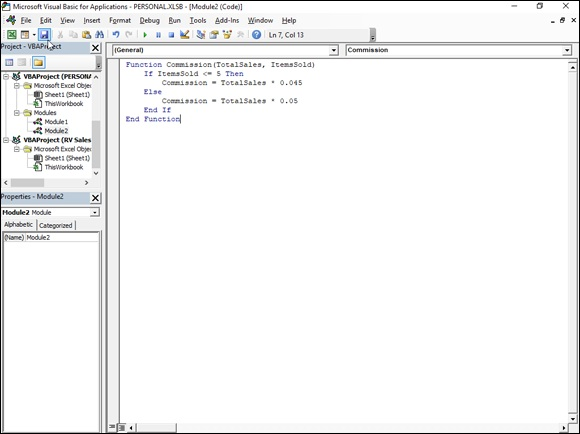 Microsoft Visual Basic for Applications - PERSONAL.XLSB - [Module2 (Code)]
File Edit View Insert Format Debug Run Tools Add-Ins Window Help
Ln 7, Col 13
Project - VBAProject
(General) Commission
VBAProject (PERSONA
Microsoft Excel Objec
Sheet1 (Sheet1)
ThisWorkbook
Modules
Module1
Module2
VBAProject (RV Sales
Microsoft Excel Objec
Sheet1 (Sheet1)
ThisWorkbook
Function Commission(TotalSales, ItemsSold)
If ItemsSold <= 5 Then
Commission = TotalSales * 0.045
Else
Commission = TotalSales * 0.05
End If
End Function
Properties - Module2
Module2 Module
Alphabetic Categorized
(Name) Module2